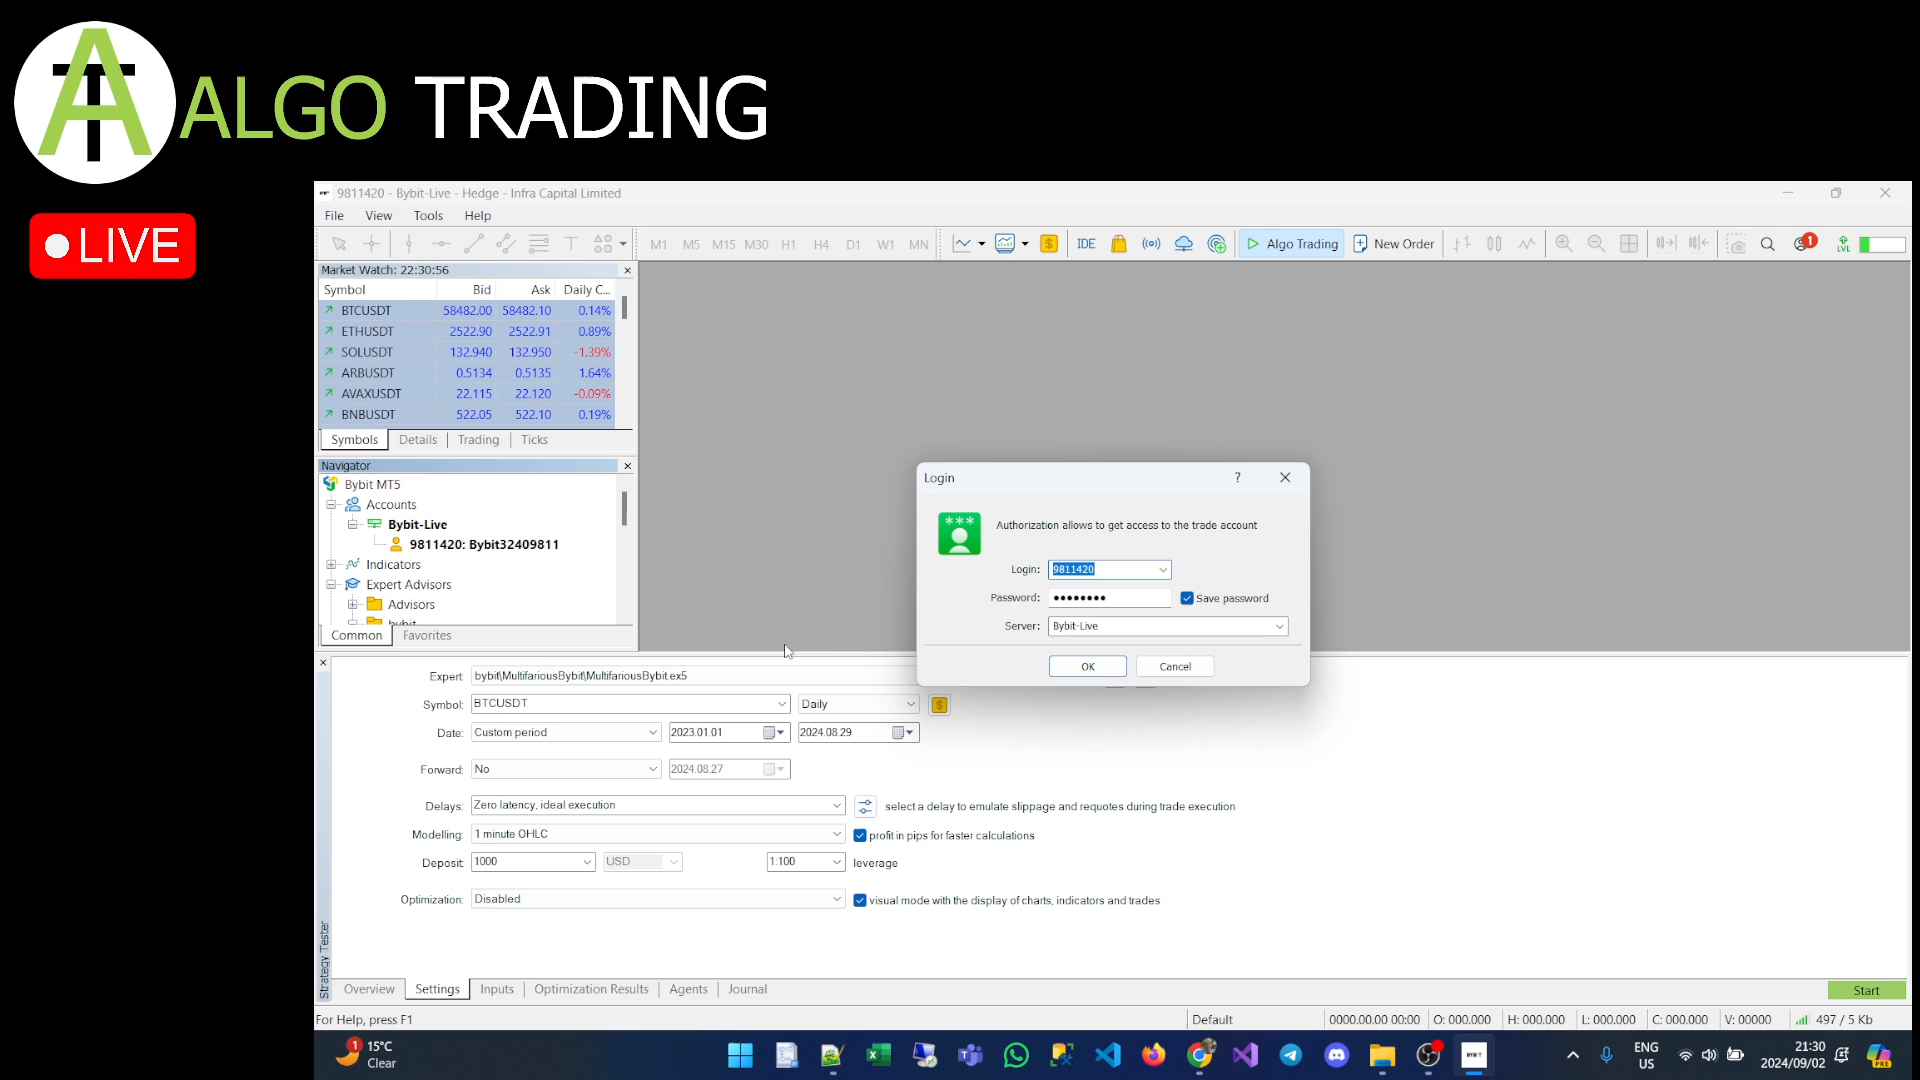 ALGO TRADING
LIVE
9811420 - Bybit-Live - Hedge - Infra Capital Limited
File View Tools Help
M1 M5 M15 M30 H1 H4 D1 W1 MN IDE Algo Trading New Order 1 LVL
Market Watch: 22:30:56
Symbol Bid Ask Daily C...
BTCUSDT 58482.00 58482.10 0.14%
ETHUSDT 2522.90 2522.91 0.89%
SOLUSDT 132.940 132.950 -1.39%
ARBUSDT 0.5134 0.5135 1.64%
AVAXUSDT 22.115 22.120 -0.09%
BNBUSDT 522.05 522.10 0.19%
Symbols Details Trading Ticks
Navigator
Bybit MT5
Accounts
Bybit-Live
9811420: Bybit32409811
Indicators
Expert Advisors
Advisors
bybit
Common Favorites
Login
Authorization allows to get access to the trade account
Login: 9811420
Password: •••••••• Save password
Server: Bybit-Live
OK Cancel
Expert: bybit\MultifariousBybit\MultifariousBybit.ex5
Symbol: BTCUSDT Daily
Date: Custom period 2023.01.01 2024.08.29
Forward: No 2024.08.27
Delays: Zero latency, ideal execution select a delay to emulate slippage and requotes during trade execution
Modelling: 1 minute OHLC profit in pips for faster calculations
Deposit: 1000 USD 1:100 leverage
Optimization: Disabled visual mode with the display of charts, indicators and trades
Strategy Tester
Overview Settings Inputs Optimization Results Agents Journal Start
For Help, press F1 Default 0000.00.00 00:00 O: 000.000 H: 000.000 L: 000.000 C: 000.000 V: 00000 497 / 5 Kb
1 15°C
Clear
ENG
US
21:30
2024/09/02
PRE